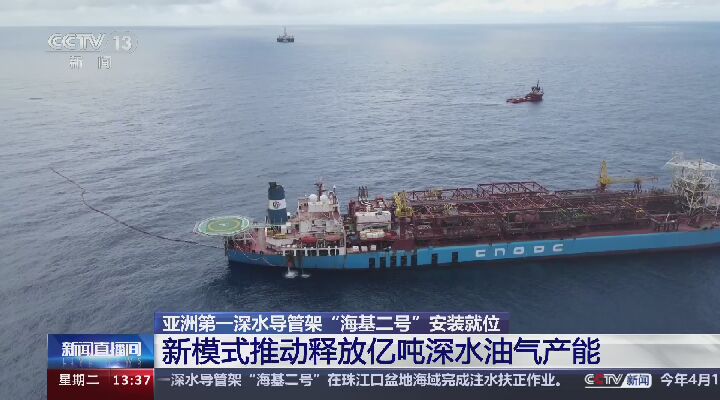 CCTV 13
新闻
CNOOC
亚洲第一深水导管架“海基二号”安装就位
新闻直播间
新模式推动释放亿吨深水油气产能
星期二 13:37
一深水导管架“海基二号”在珠江口盆地海域完成注水扶正作业。 CCTV 新闻 今年4月1